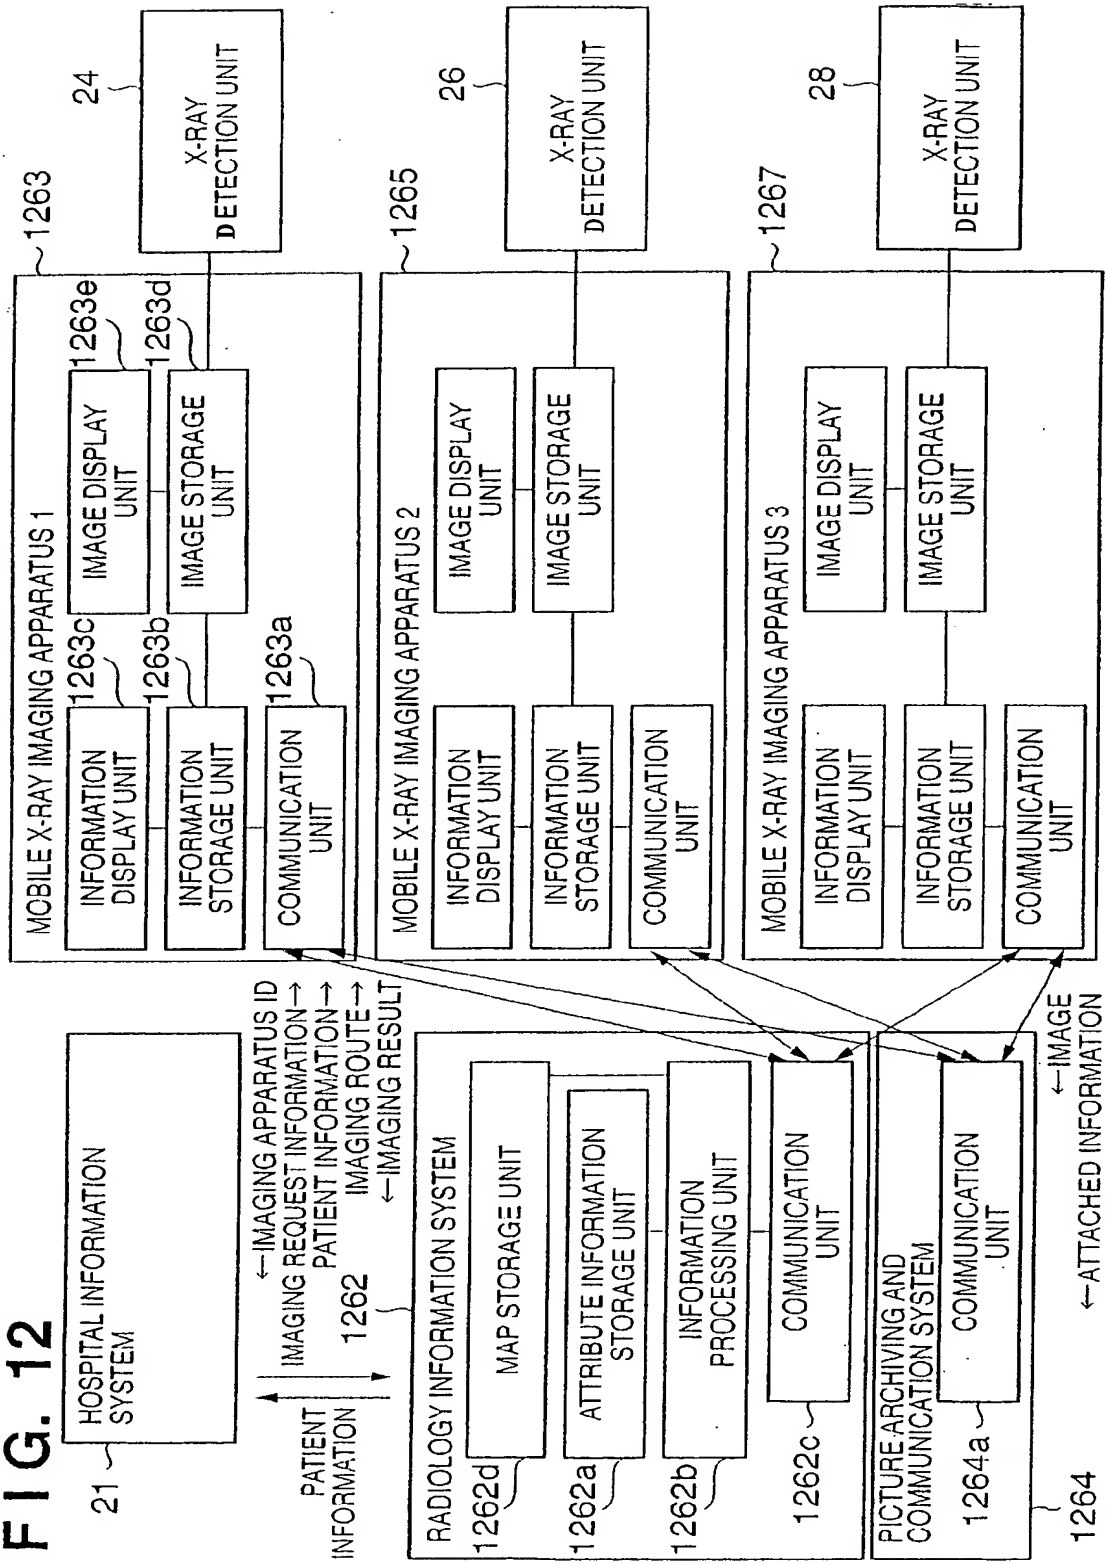 FIG. 12
21
HOSPITAL INFORMATION
SYSTEM
PATIENT
INFORMATION
←IMAGING APPARATUS ID
IMAGING REQUEST INFORMATION→
PATIENT INFORMATION→
IMAGING ROUTE→
←IMAGING RESULT
1262
RADIOLOGY INFORMATION SYSTEM
1262d
MAP STORAGE UNIT
1262a
ATTRIBUTE INFORMATION
STORAGE UNIT
1262b
INFORMATION
PROCESSING UNIT
1262c
COMMUNICATION
UNIT
PICTURE ARCHIVING AND
COMMUNICATION SYSTEM
1264a
COMMUNICATION
UNIT
1264
←IMAGE
←ATTACHED INFORMATION
MOBILE X-RAY IMAGING APPARATUS 1
1263
1263c
INFORMATION
DISPLAY UNIT
1263b
INFORMATION
STORAGE UNIT
1263a
COMMUNICATION
UNIT
1263e
IMAGE DISPLAY
UNIT
1263d
IMAGE STORAGE
UNIT
24
X-RAY
DETECTION UNIT
MOBILE X-RAY IMAGING APPARATUS 2
1265
INFORMATION
DISPLAY UNIT
INFORMATION
STORAGE UNIT
COMMUNICATION
UNIT
IMAGE DISPLAY
UNIT
IMAGE STORAGE
UNIT
26
X-RAY
DETECTION UNIT
MOBILE X-RAY IMAGING APPARATUS 3
1267
INFORMATION
DISPLAY UNIT
INFORMATION
STORAGE UNIT
COMMUNICATION
UNIT
IMAGE DISPLAY
UNIT
IMAGE STORAGE
UNIT
28
X-RAY
DETECTION UNIT